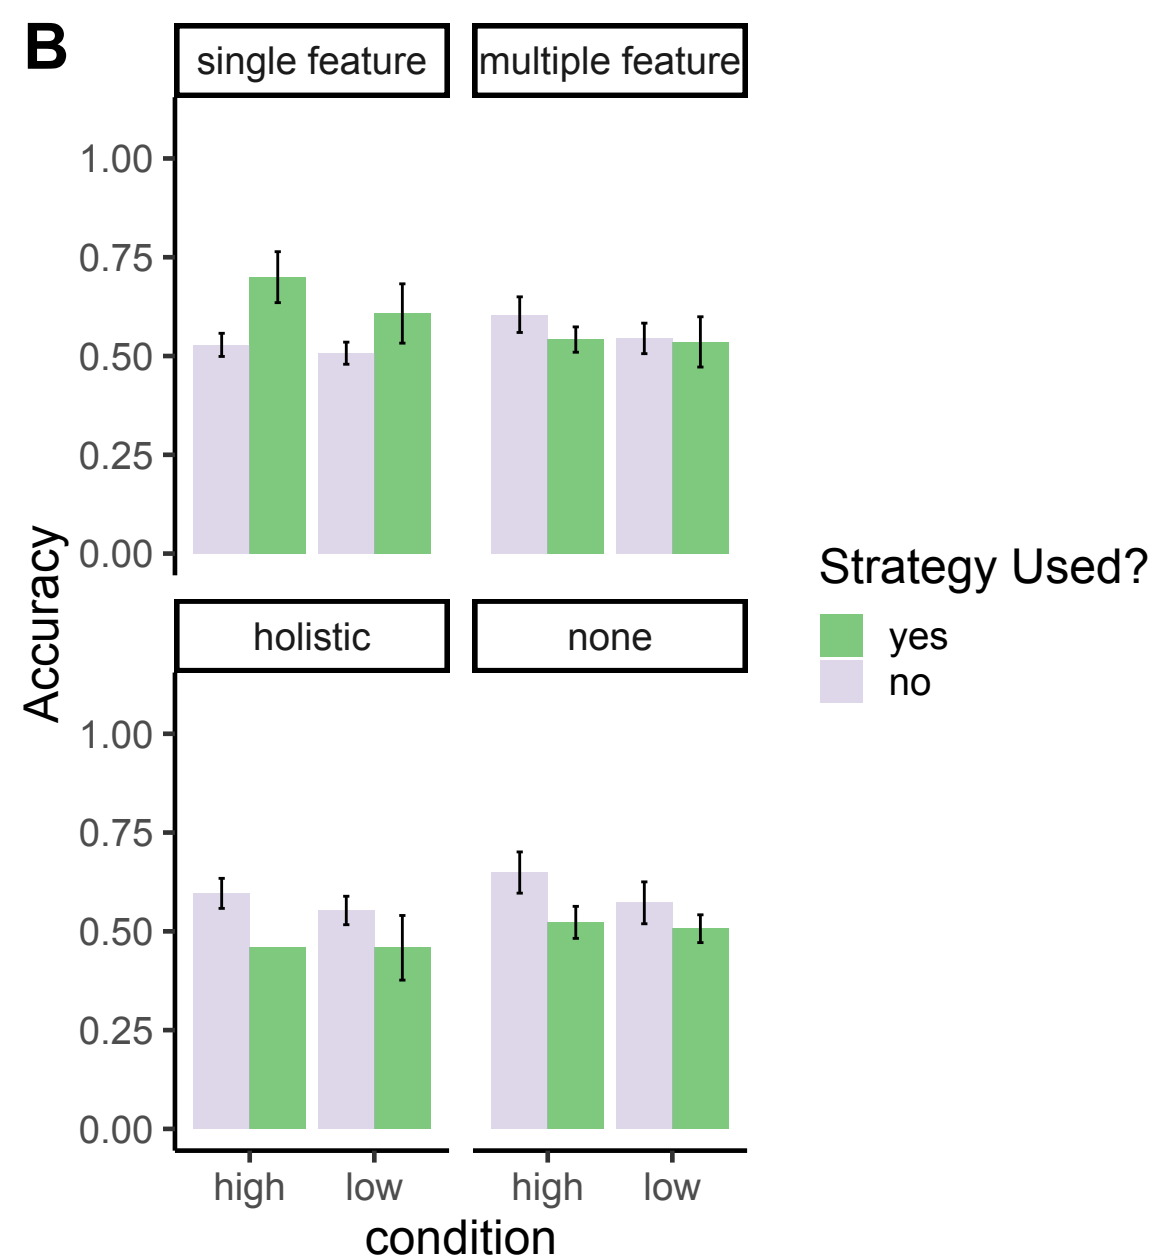 B
single feature
multiple feature
1.00
0.75
0.50
0.25
0.00
holistic
none
1.00
0.75
0.50
0.25
0.00
Accuracy
high
low
high
low
condition
Strategy Used?
yes
no